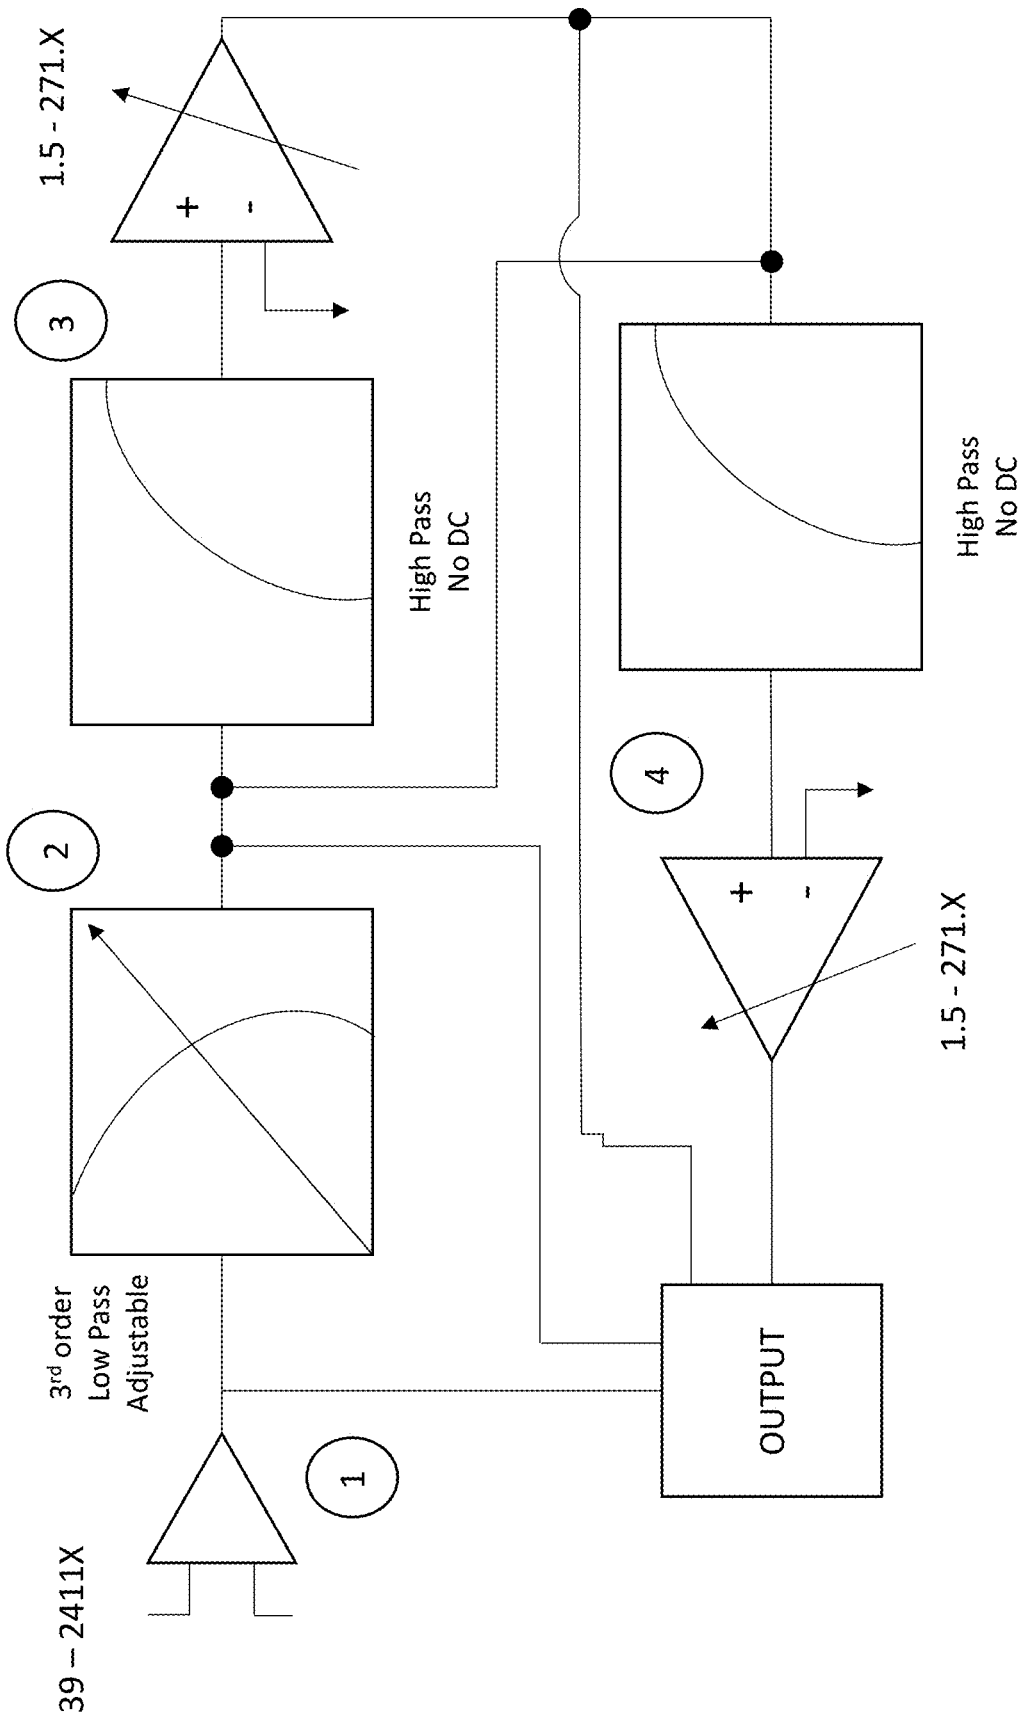 39 – 2411X
1
3rd order
Low Pass
Adjustable
2
High Pass
No DC
3
+
-
1.5 - 271.X
OUTPUT
1.5 - 271.X
+
-
4
High Pass
No DC